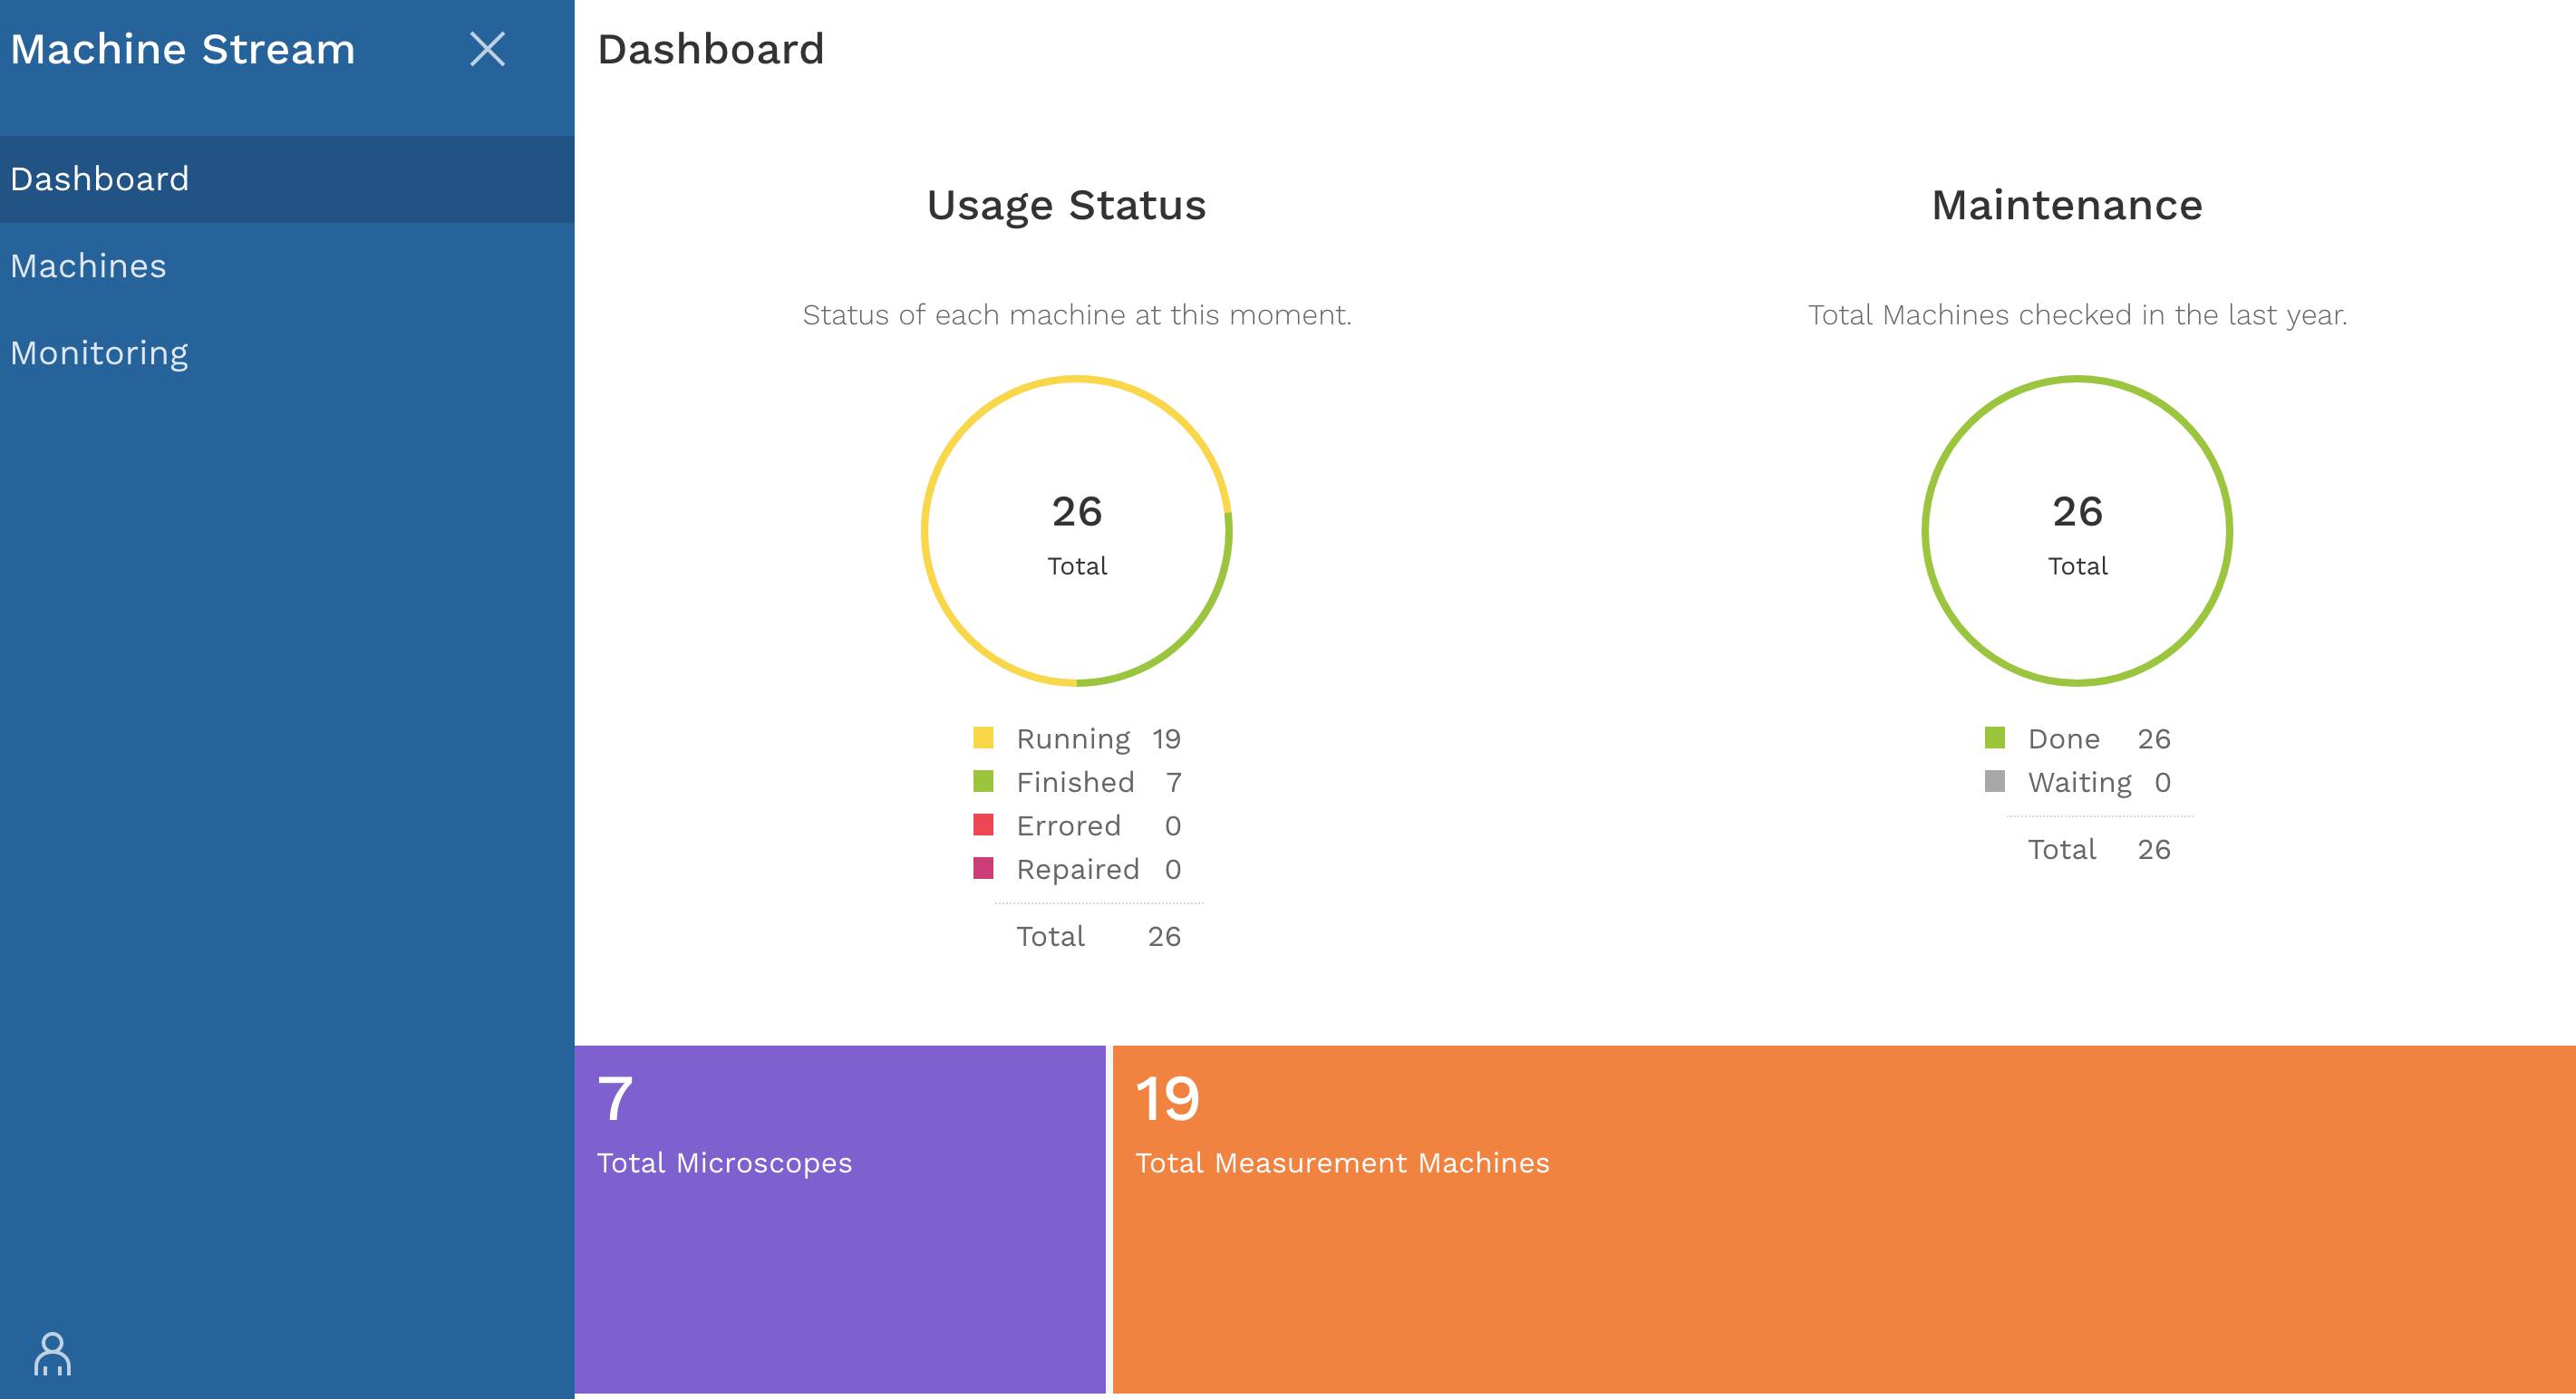 Machine Stream
Dashboard
Machines
Monitoring
Dashboard
Usage Status
Status of each machine at this moment.
26
Total
Running 19
Finished 7
Errored 0
Repaired 0
Total 26
Maintenance
Total Machines checked in the last year.
26
Total
Done 26
Waiting 0
Total 26
7
Total Microscopes
19
Total Measurement Machines